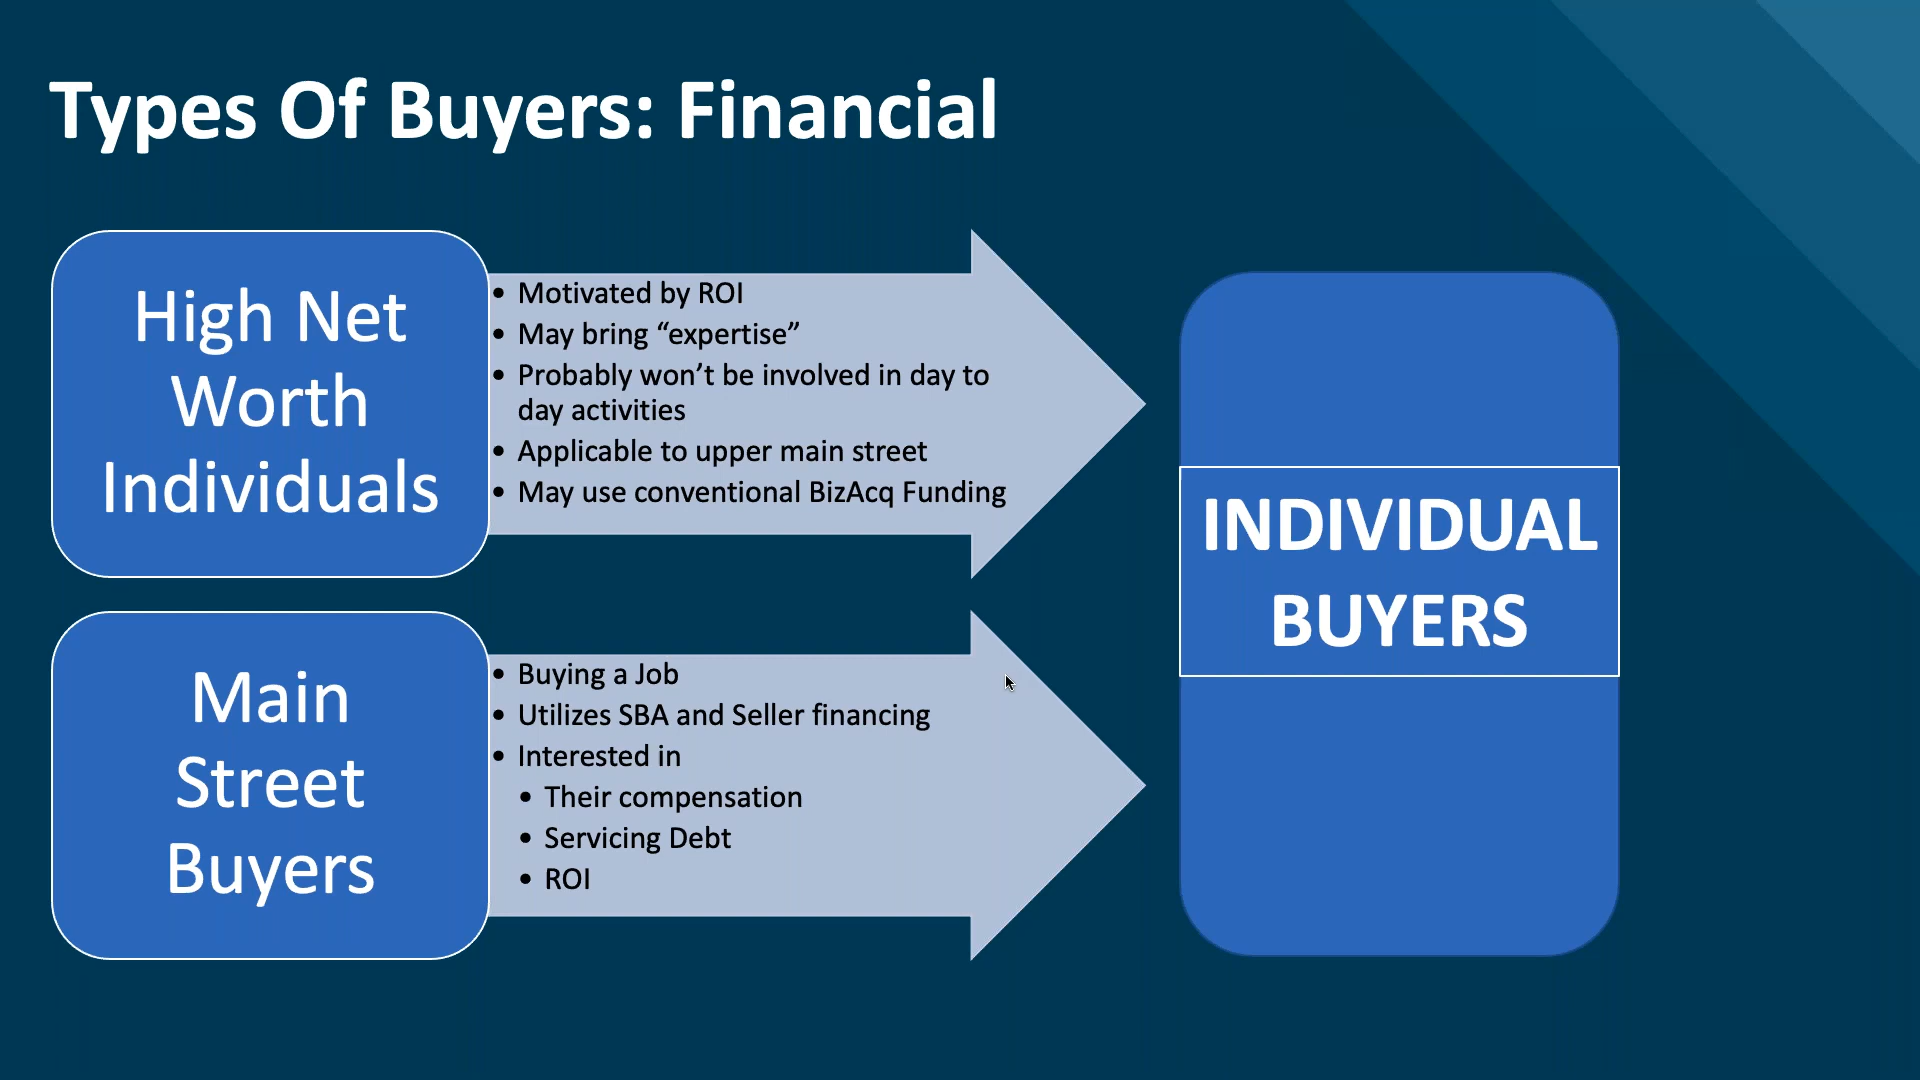 Types Of Buyers: Financial
High Net
Worth
Individuals
• Motivated by ROI
• May bring “expertise”
• Probably won’t be involved in day to
day activities
• Applicable to upper main street
• May use conventional BizAcq Funding
Main
Street
Buyers
• Buying a Job
• Utilizes SBA and Seller financing
• Interested in
• Their compensation
• Servicing Debt
• ROI
INDIVIDUAL
BUYERS